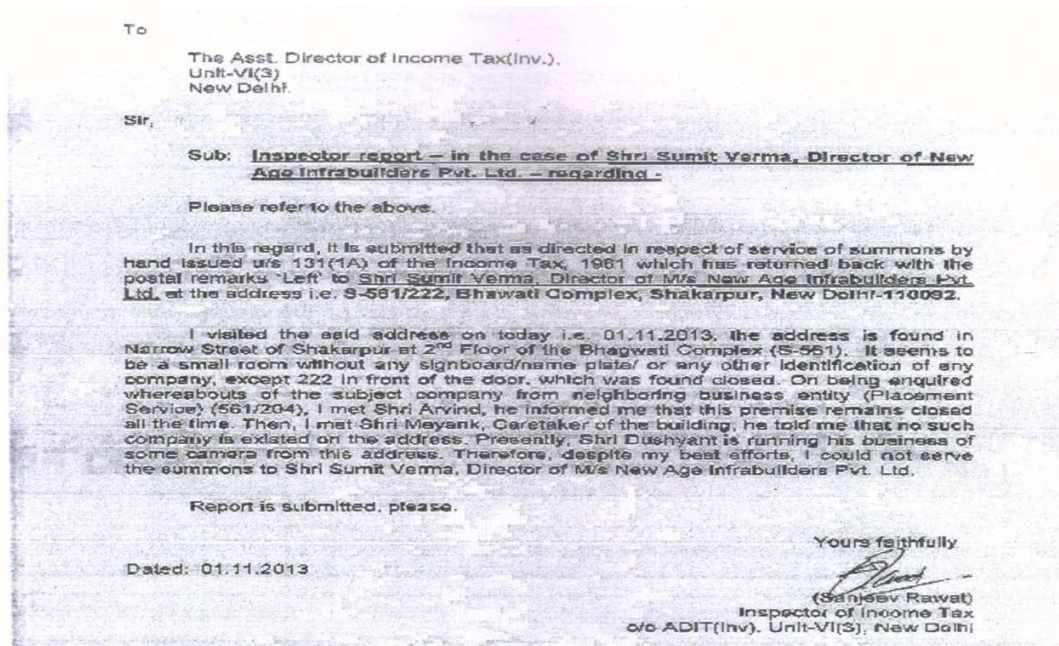 To
The Asst. Director of Income Tax(Inv.),
Unit-VI(3)
New Delhi.
Sir,
Sub: Inspector report – in the case of Shri Sumit Verma, Director of New
Age Infrabuilders Pvt. Ltd. – regarding -
Please refer to the above.
In this regard, it is submitted that as directed in respect of service of summons by
hand issued u/s 131(1A) of the Income Tax, 1961 which has returned back with the
postal remarks 'Left' to Shri Sumit Verma, Director of M/s New Age Infrabuilders Pvt.
Ltd. at the address i.e. S-561/222, Bhawati Complex, Shakarpur, New Delhi-110092.
I visited the said address on today i.e. 01.11.2013, the address is found in
Narrow Street of Shakarpur at 2nd Floor of the Bhagwati Complex (S-561). It seems to
be a small room without any signboard/name plate/ or any other identification of any
company, except 222 in front of the door, which was found closed. On being enquired
whereabouts of the subject company from neighboring business entity (Placement
Service) (561/204), I met Shri Arvind, he informed me that this premise remains closed
all the time. Then, I met Shri Mayank, Caretaker of the building, he told me that no such
company is existed on the address. Presently, Shri Dushyant is running his business of
some camera from this address. Therefore, despite my best efforts, I could not serve
the summons to Shri Sumit Verma, Director of M/s New Age Infrabuilders Pvt. Ltd.
Report is submitted, please.
Yours faithfully
Dated: 01.11.2013
(Sanjeev Rawat)
Inspector of Income Tax
o/o ADIT(Inv), Unit-VI(3), New Delhi